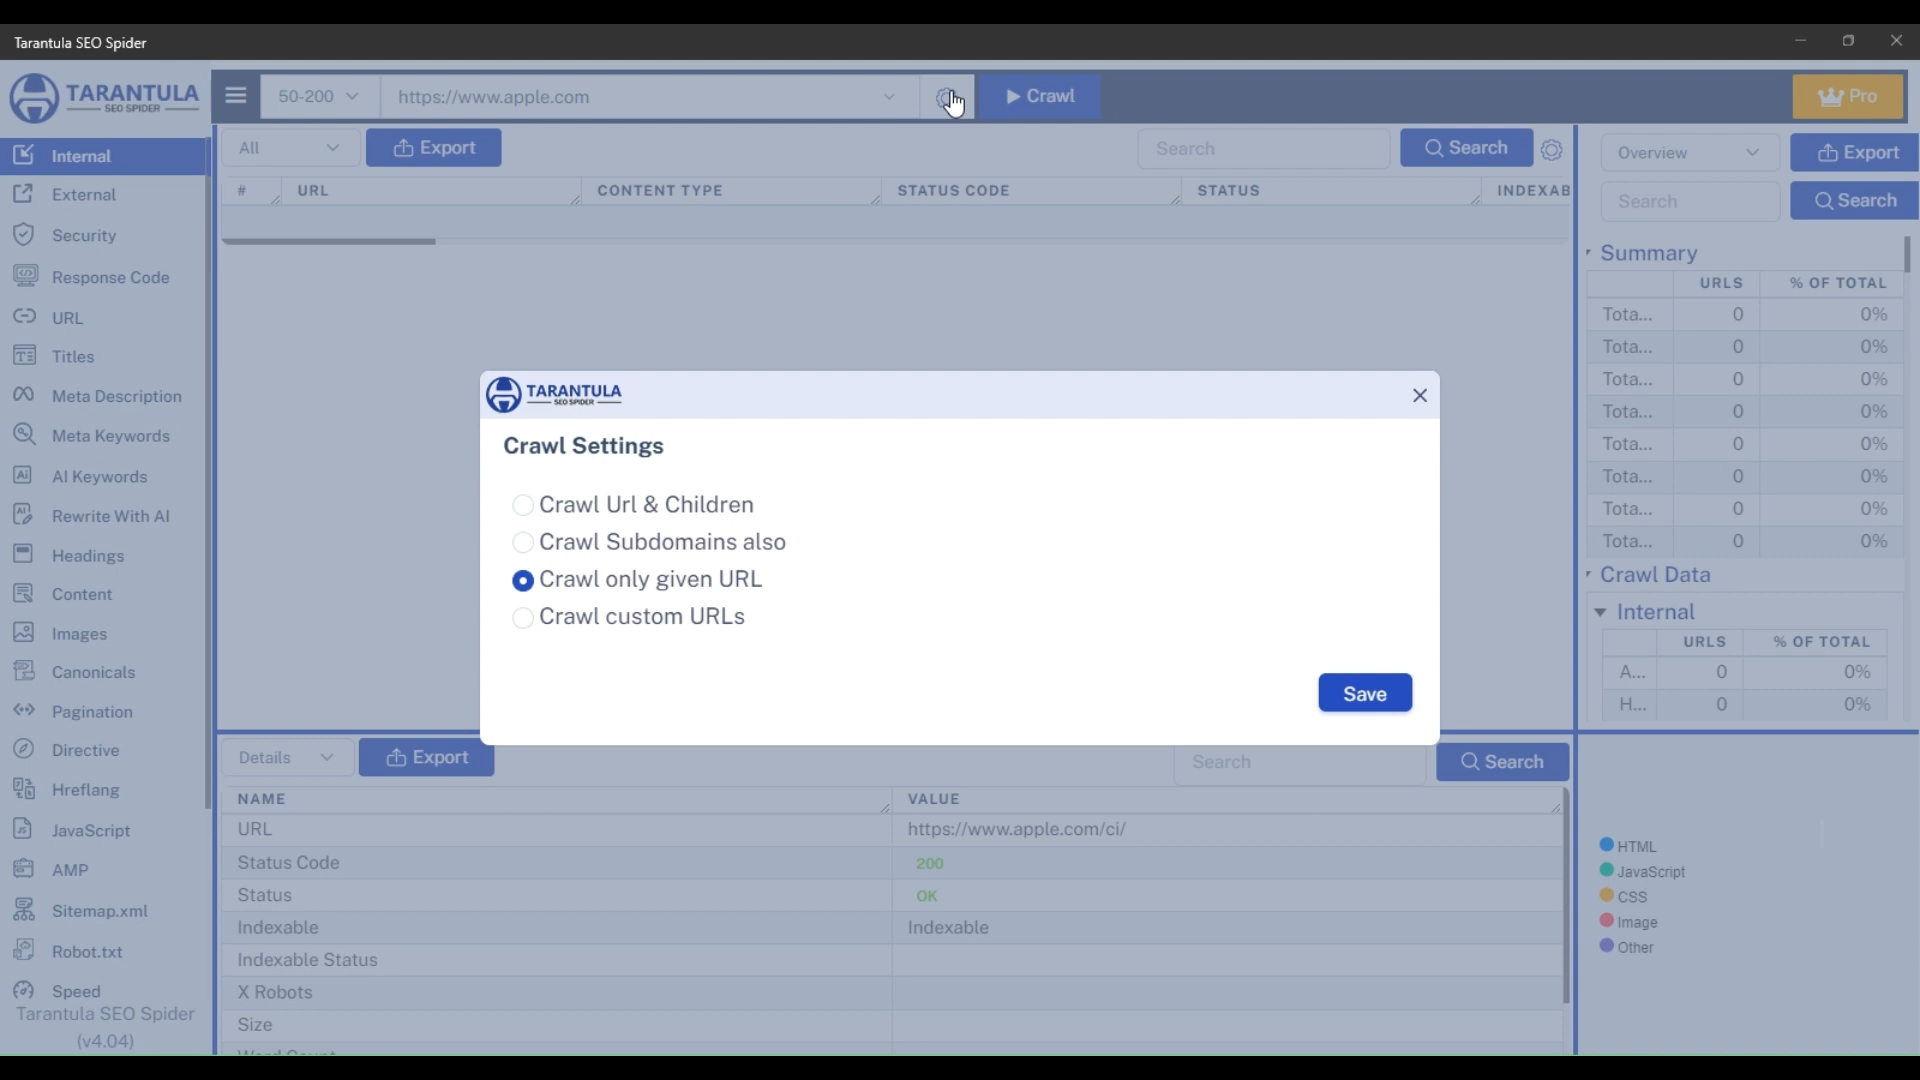 Tarantula SEO Spider
TARANTULA
SEO SPIDER
50-200
https://www.apple.com
Crawl
Pro
Internal
External
Security
Response Code
URL
Titles
Meta Description
Meta Keywords
AI Keywords
Rewrite With AI
Headings
Content
Images
Canonicals
Pagination
Directive
Hreflang
JavaScript
AMP
Sitemap.xml
Robot.txt
Speed
Tarantula SEO Spider
(v4.04)
All
Export
Search
Search
# URL CONTENT TYPE STATUS CODE STATUS INDEXAB
TARANTULA
SEO SPIDER
Crawl Settings
Crawl Url & Children
Crawl Subdomains also
Crawl only given URL
Crawl custom URLs
Save
Details
Export
Search
Search
NAME VALUE
URL https://www.apple.com/ci/
Status Code 200
Status OK
Indexable Indexable
Indexable Status
X Robots
Size
Word Count
Overview
Export
Search
Search
Summary
URLS % OF TOTAL
Tota... 0 0%
Tota... 0 0%
Tota... 0 0%
Tota... 0 0%
Tota... 0 0%
Tota... 0 0%
Tota... 0 0%
Tota... 0 0%
Crawl Data
Internal
URLS % OF TOTAL
A... 0 0%
H... 0 0%
HTML
JavaScript
CSS
Image
Other